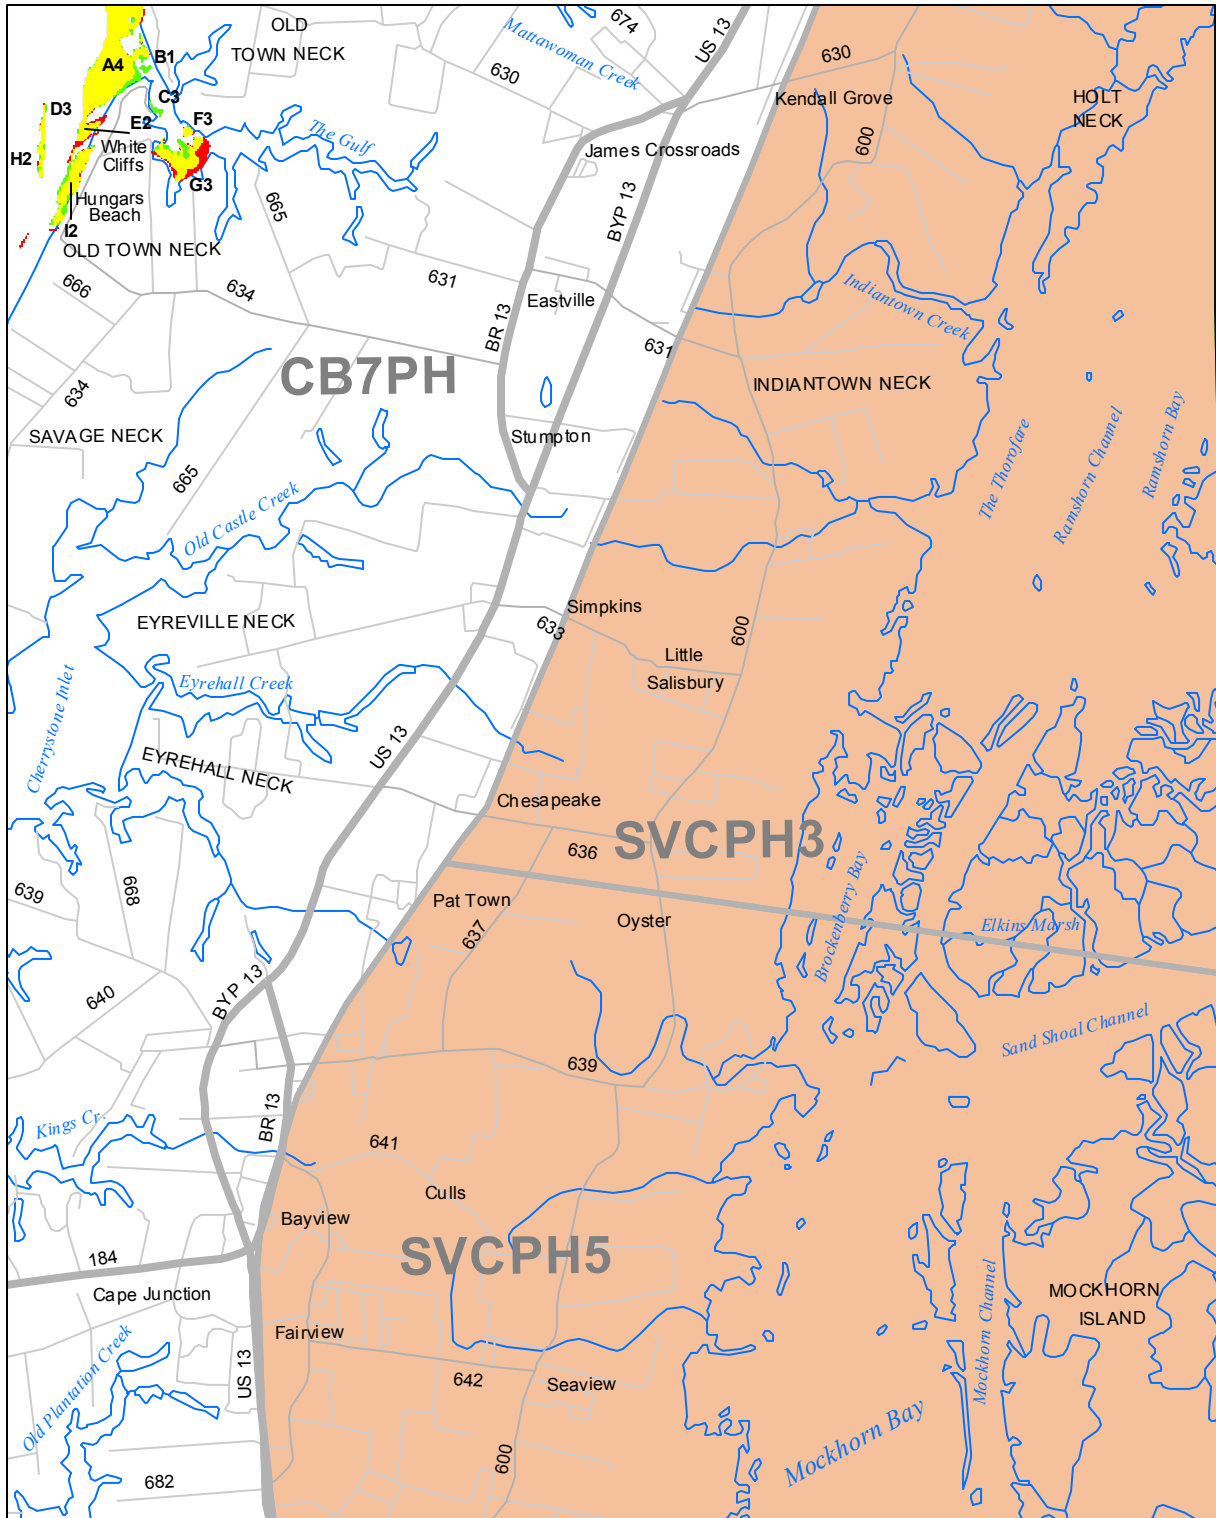 OLD
TOWN NECK
Mattawoman Creek
674
US 13
630
630
A4
B1
C3
D3
E2
F3
White
Cliffs
The Gulf
H2
G3
Hungars
Beach
I2
OLD TOWN NECK
665
666
634
631
Kendall Grove
HOLT
NECK
600
James Crossroads
BYP 13
Eastville
BR 13
631
Indiantown Creek
CB7PH
634
INDIANTOWN NECK
SAVAGE NECK
Stumpton
665
Old Castle Creek
The Thorofare
Ramshorn Channel
Ramshorn Bay
EYREVILLE NECK
633
Simpkins
600
Little
Salisbury
Cherrystone Inlet
Eyrehall Creek
US 13
EYREHALL NECK
Chesapeake
SVCPH3
636
639
668
Pat Town
637
Oyster
Brockenberry Bay
Elkins Marsh
640
BYP 13
Sand Shoal Channel
639
Kings Cr.
BR 13
641
Culls
Bayview
SVCPH5
184
Cape Junction
Mockhorn Channel
MOCKHORN
ISLAND
Fairview
Old Plantation Creek
US 13
642
Seaview
Mockhorn Bay
600
682